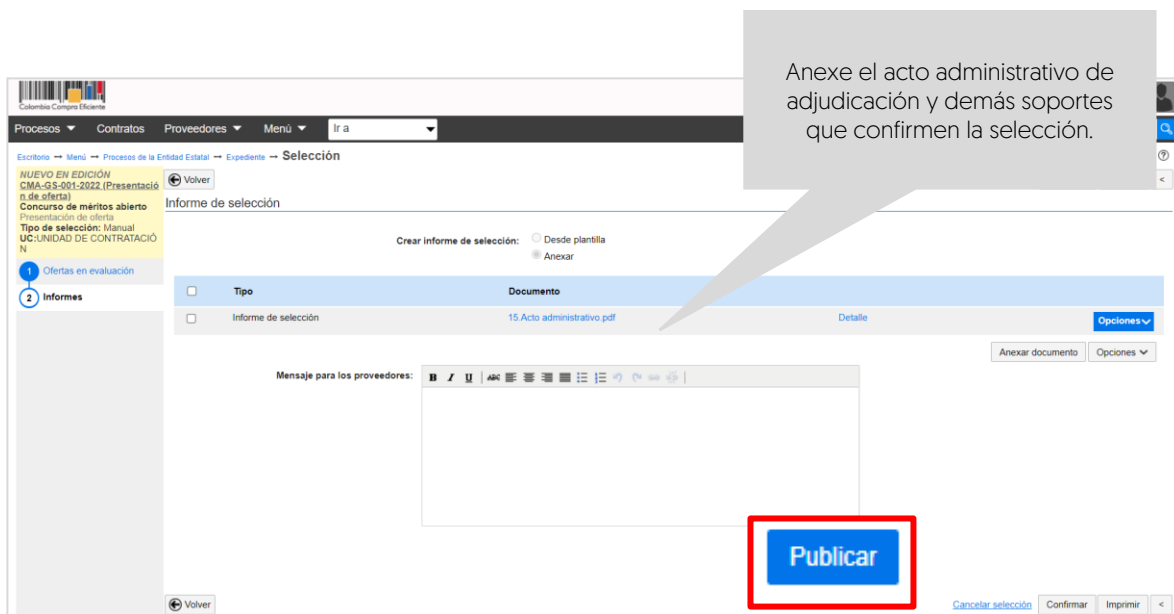 Anexe el acto administrativo de
adjudicación y demás soportes
que confirmen la selección.
Colombia Compra Eficiente
Procesos Contratos Proveedores Menú Ir a
Escritorio → Menú → Procesos de la Entidad Estatal → Expediente → Selección
NUEVO EN EDICIÓN
CMA-GS-001-2022 (Presentació
n de oferta)
Concurso de méritos abierto
Presentación de oferta
Tipo de selección: Manual
UC:UNIDAD DE CONTRATACIÓ
N
1 Ofertas en evaluación
2 Informes
Volver
Informe de selección
Crear informe de selección: Desde plantilla
Anexar
Tipo Documento
Informe de selección 15.Acto administrativo.pdf Detalle Opciones
Anexar documento Opciones
Mensaje para los proveedores: B I U ABC
Publicar
Volver Cancelar selección Confirmar Imprimir <